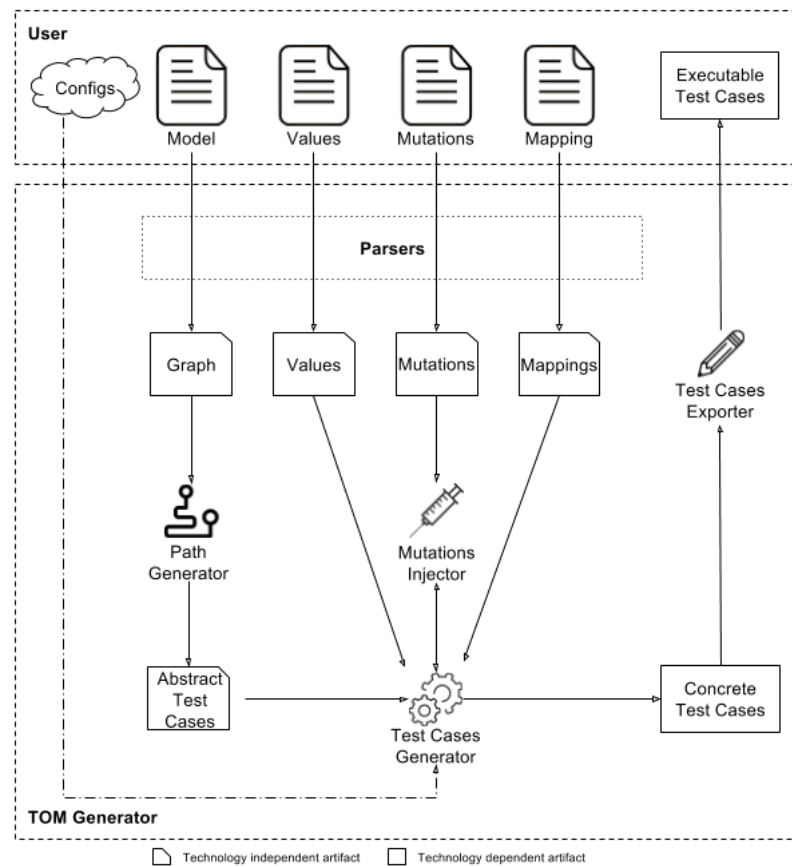 User
Configs
Model
Values
Mutations
Mapping
Executable
Test Cases
Parsers
Graph
Values
Mutations
Mappings
Test Cases
Exporter
Path
Generator
Mutations
Injector
Abstract
Test
Cases
Test Cases
Generator
Concrete
Test Cases
TOM Generator
Technology independent artifact
Technology dependent artifact